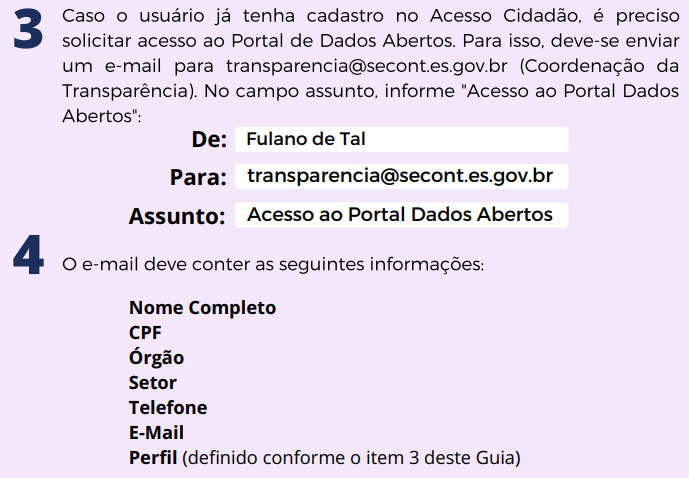 3
Caso o usuário já tenha cadastro no Acesso Cidadão, é preciso
solicitar acesso ao Portal de Dados Abertos. Para isso, deve-se enviar
um e-mail para transparencia@secont.es.gov.br (Coordenação da
Transparência). No campo assunto, informe "Acesso ao Portal Dados
Abertos":
De: Fulano de Tal
Para: transparencia@secont.es.gov.br
Assunto: Acesso ao Portal Dados Abertos
4
O e-mail deve conter as seguintes informações:
Nome Completo
CPF
Órgão
Setor
Telefone
E-Mail
Perfil (definido conforme o item 3 deste Guia)